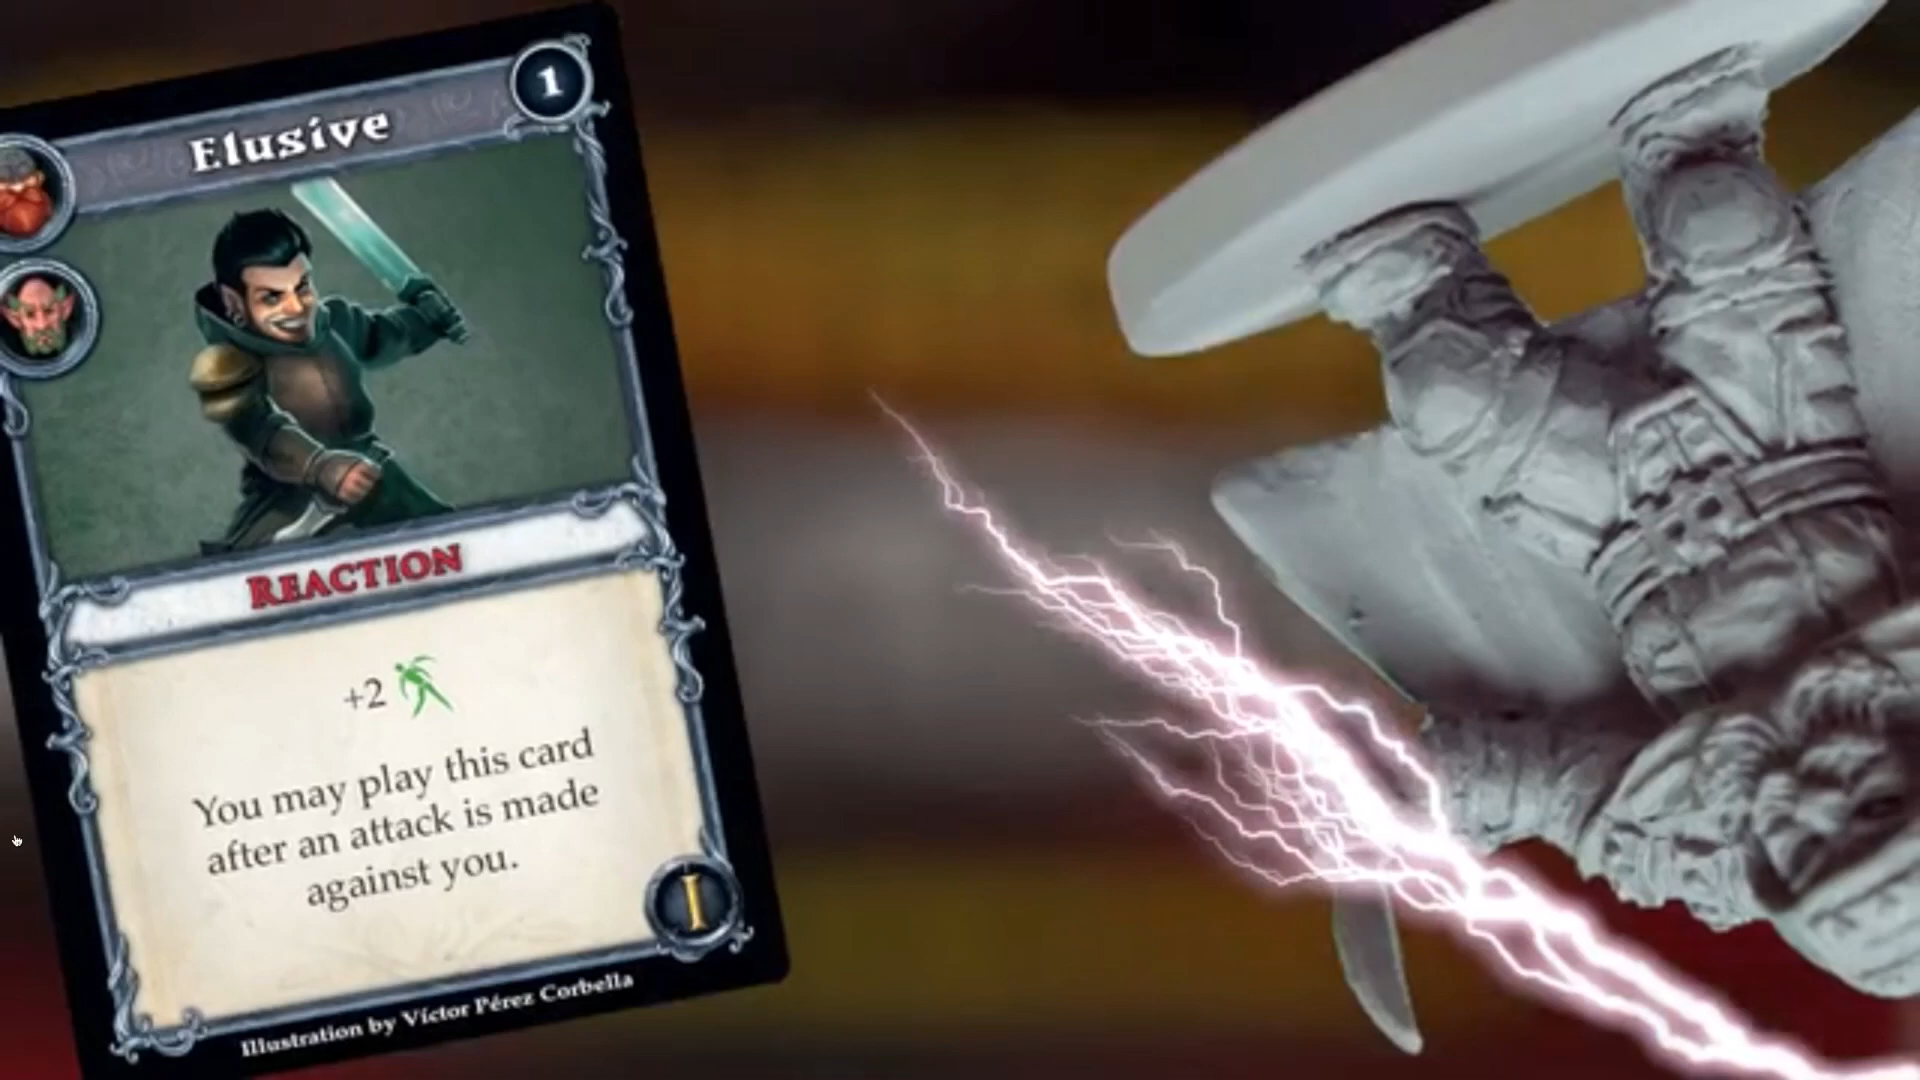 1
Elusive
REACTION
+2
You may play this card
after an attack is made
against you.
I
Illustration by Víctor Pérez Corbella